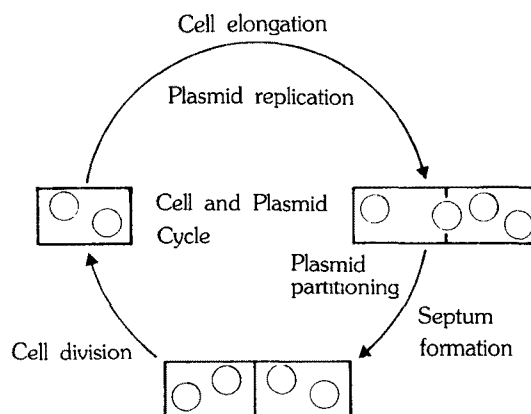 Cell elongation
Plasmid replication
Cell and Plasmid
Cycle
Plasmid
partitioning
Septum
formation
Cell division